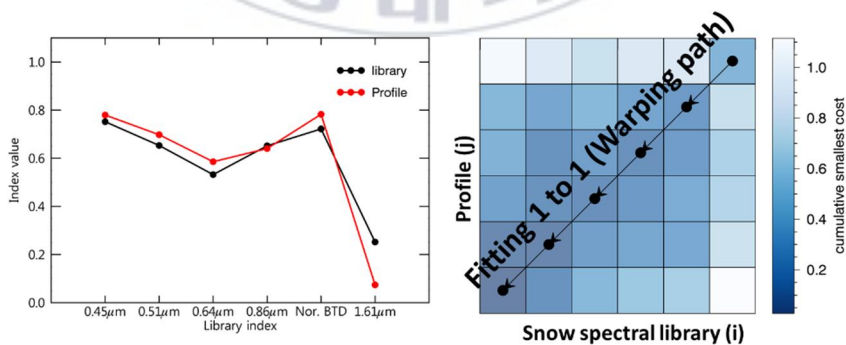 1.0
0.8
0.6
0.4
0.2
0.0
Index value
library
Profile
0.45μm 0.51μm 0.64μm 0.86μm Nor. BTD 1.61μm
Library index
Profile (j)
Fitting 1 to 1 (Warping path)
Snow spectral library (i)
1.0
0.8
0.6
0.4
0.2
cumulative smallest cost